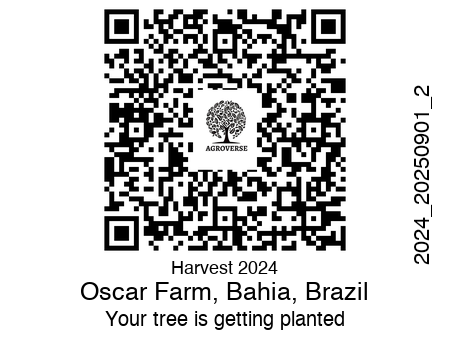 AGROVERSE
Harvest 2024
Oscar Farm, Bahia, Brazil
Your tree is getting planted
2024_20250901_2